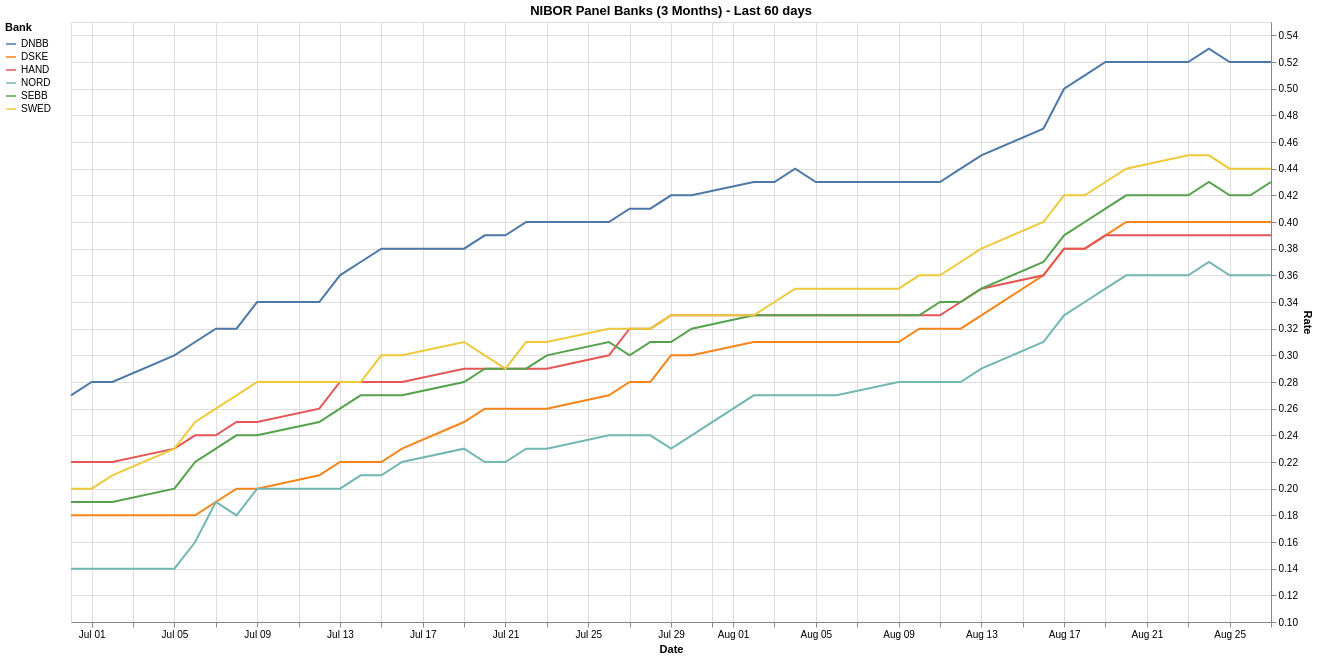 NIBOR Panel Banks (3 Months) - Last 60 days
Bank
DNBB
DSKE
HAND
NORD
SEBB
SWED
0.54
0.52
0.50
0.48
0.46
0.44
0.42
0.40
0.38
0.36
0.34
0.32
0.30
0.28
0.26
0.24
0.22
0.20
0.18
0.16
0.14
0.12
0.10
Rate
Jul 01 Jul 05 Jul 09 Jul 13 Jul 17 Jul 21 Jul 25 Jul 29 Aug 01 Aug 05 Aug 09 Aug 13 Aug 17 Aug 21 Aug 25
Date